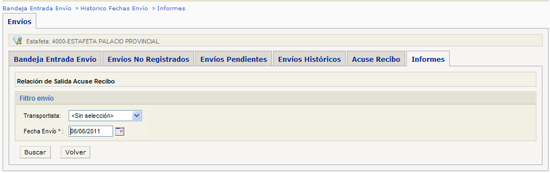 Bandeja Entrada Envío > Historico Fechas Envío > Informes
Envíos
Estafeta: 4000-ESTAFETA PALACIO PROVINCIAL
Bandeja Entrada Envío Envíos No Registrados Envíos Pendientes Envíos Históricos Acuse Recibo Informes
Relación de Salida Acuse Recibo
Filtro envío
Transportista: <Sin selección>
Fecha Envío * : 06/06/2011
Buscar Volver